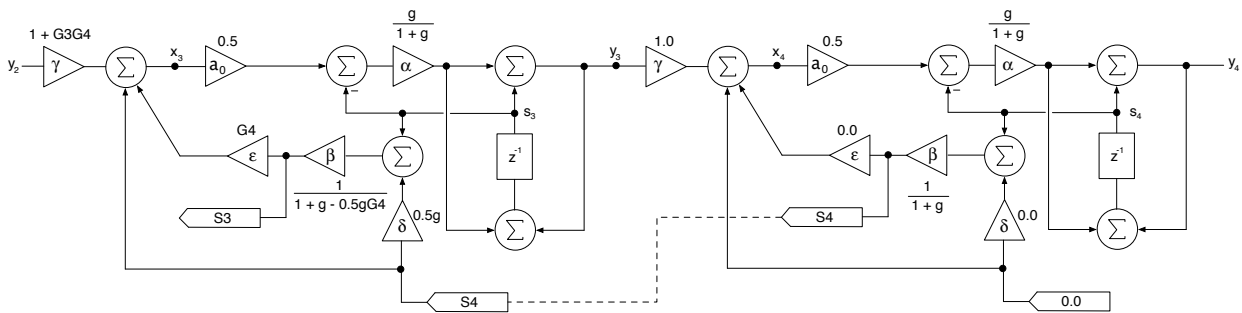 1 + G3G4
y2
γ
Σ
x3
0.5
a0
Σ
–
g
1 + g
α
Σ
y3
s3
G4
ε
β
1
1 + g - 0.5gG4
Σ
z-1
S3
δ
0.5g
Σ
S4
1.0
γ
Σ
x4
0.5
a0
Σ
–
g
1 + g
α
Σ
y4
s4
0.0
ε
β
1
1 + g
Σ
z-1
S4
δ
0.0
Σ
0.0